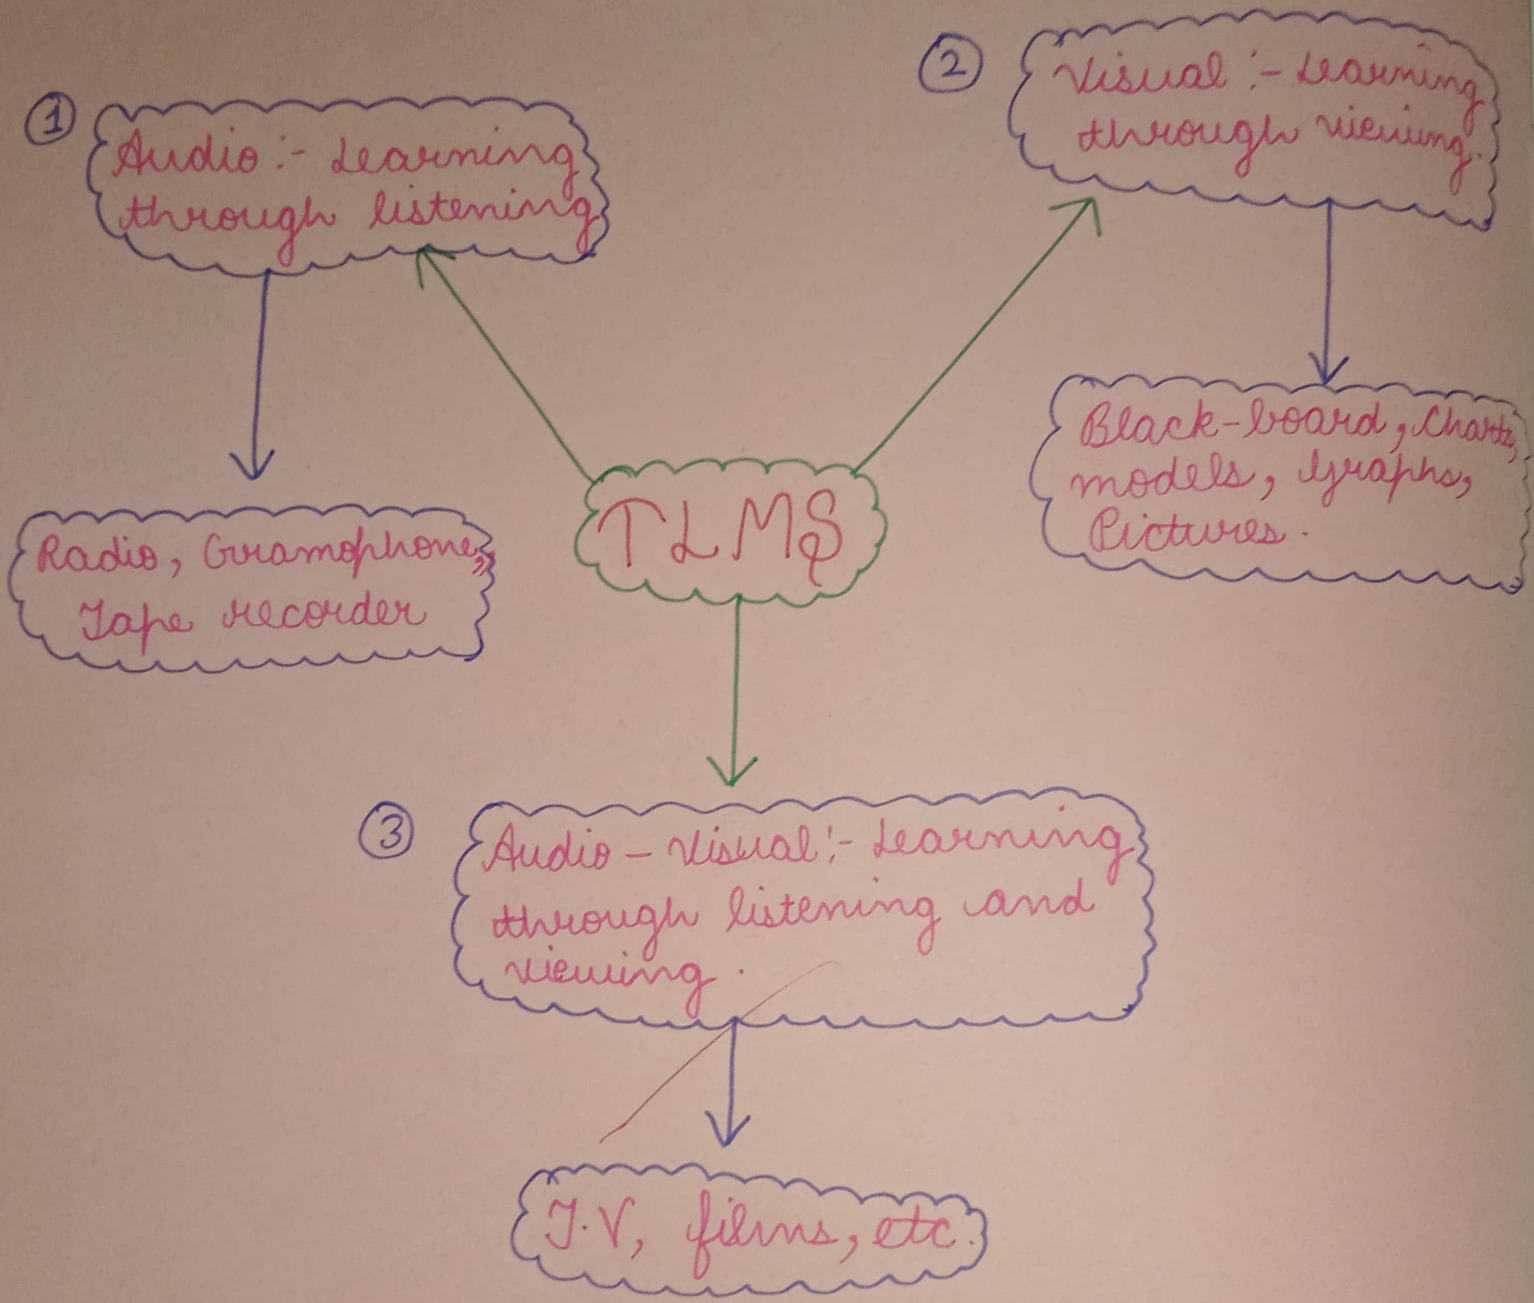 ①
Audio :- Learning
through listening
Radio, Gramophone,
Tape recorder
②
Visual :- Learning
through viewing.
Black-board, Charts,
models, Graphs,
Pictures.
TLMS
③
Audio - Visual :- Learning
through listening and
viewing.
T.V, films, etc.